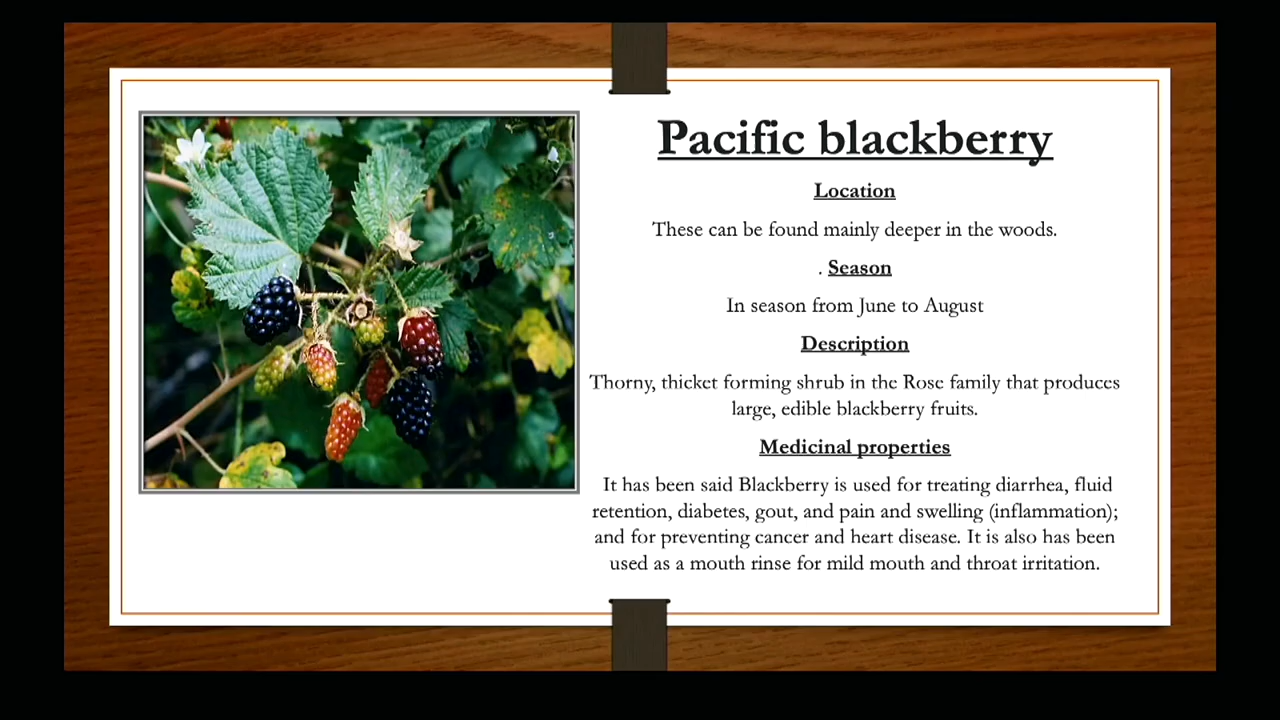 Pacific blackberry
Location
These can be found mainly deeper in the woods.
. Season
In season from June to August
Description
Thorny, thicket forming shrub in the Rose family that produces
large, edible blackberry fruits.
Medicinal properties
It has been said Blackberry is used for treating diarrhea, fluid
retention, diabetes, gout, and pain and swelling (inflammation);
and for preventing cancer and heart disease. It is also has been
used as a mouth rinse for mild mouth and throat irritation.